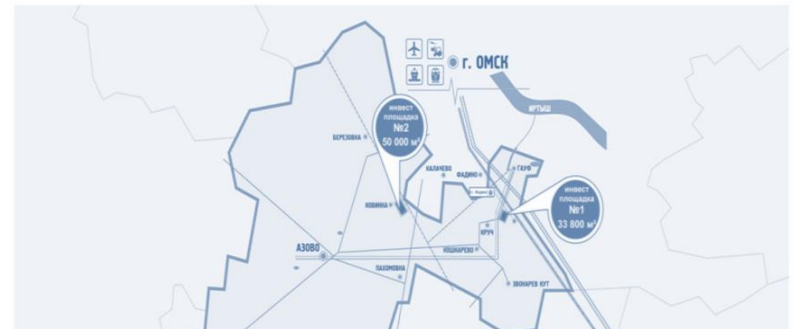 г. ОМСК
ИРТЫШ
инвест
площадка
№2
50 000 м²
БЕРЕЗОВКА
КАЛАЧЕВО
ФАДИНО
ГАУФ
инвест
площадка
№1
33 800 м²
КРУЧ
АЗОВО
ПАХОМОВКА
ЗВОНАРЕВ КУТ